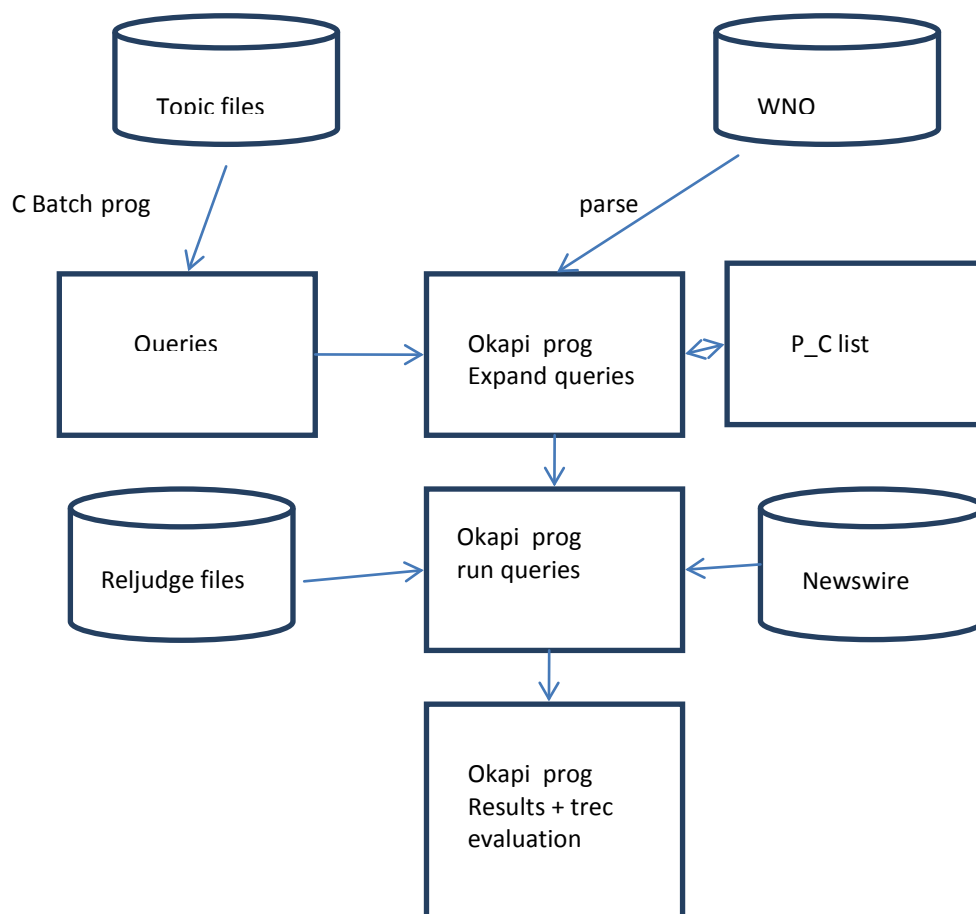 Topic files
WNO
C Batch prog
parse
Queries
Okapi prog
Expand queries
P_C list
Reljudge files
Okapi prog
run queries
Newswire
Okapi prog
Results + trec
evaluation